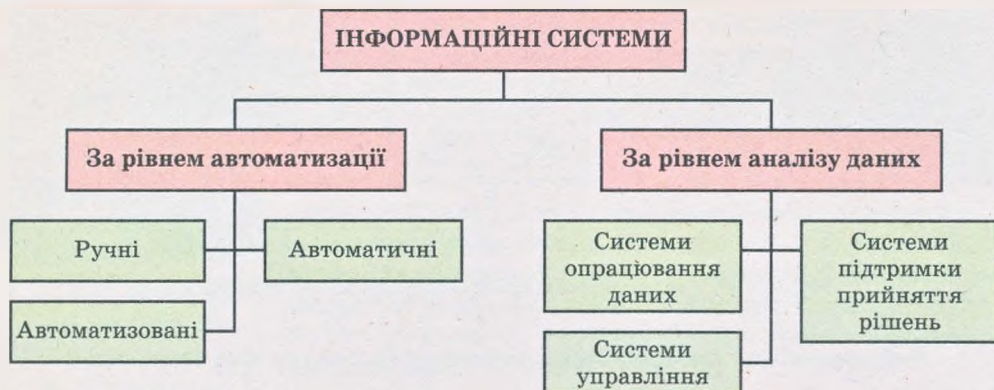 ІНФОРМАЦІЙНІ СИСТЕМИ
За рівнем автоматизації
За рівнем аналізу даних
Ручні
Автоматичні
Автоматизовані
Системи
опрацювання
даних
Системи
підтримки
прийняття
рішень
Системи
управління